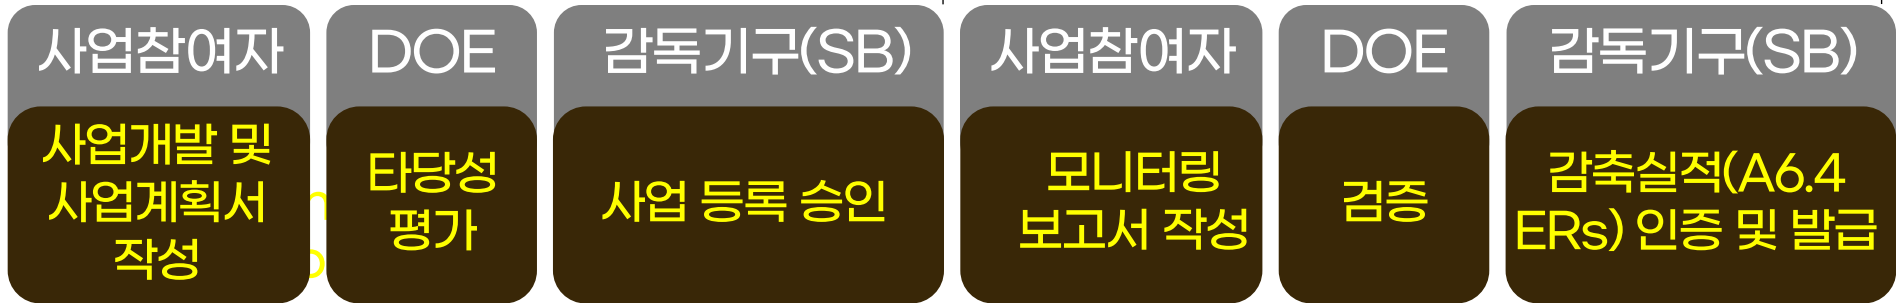 사업참여자
사업개발 및
사업계획서
작성
DOE
타당성
평가
감독기구(SB)
사업 등록 승인
사업참여자
모니터링
보고서 작성
DOE
검증
감독기구(SB)
감축실적(A6.4
ERs) 인증 및 발급